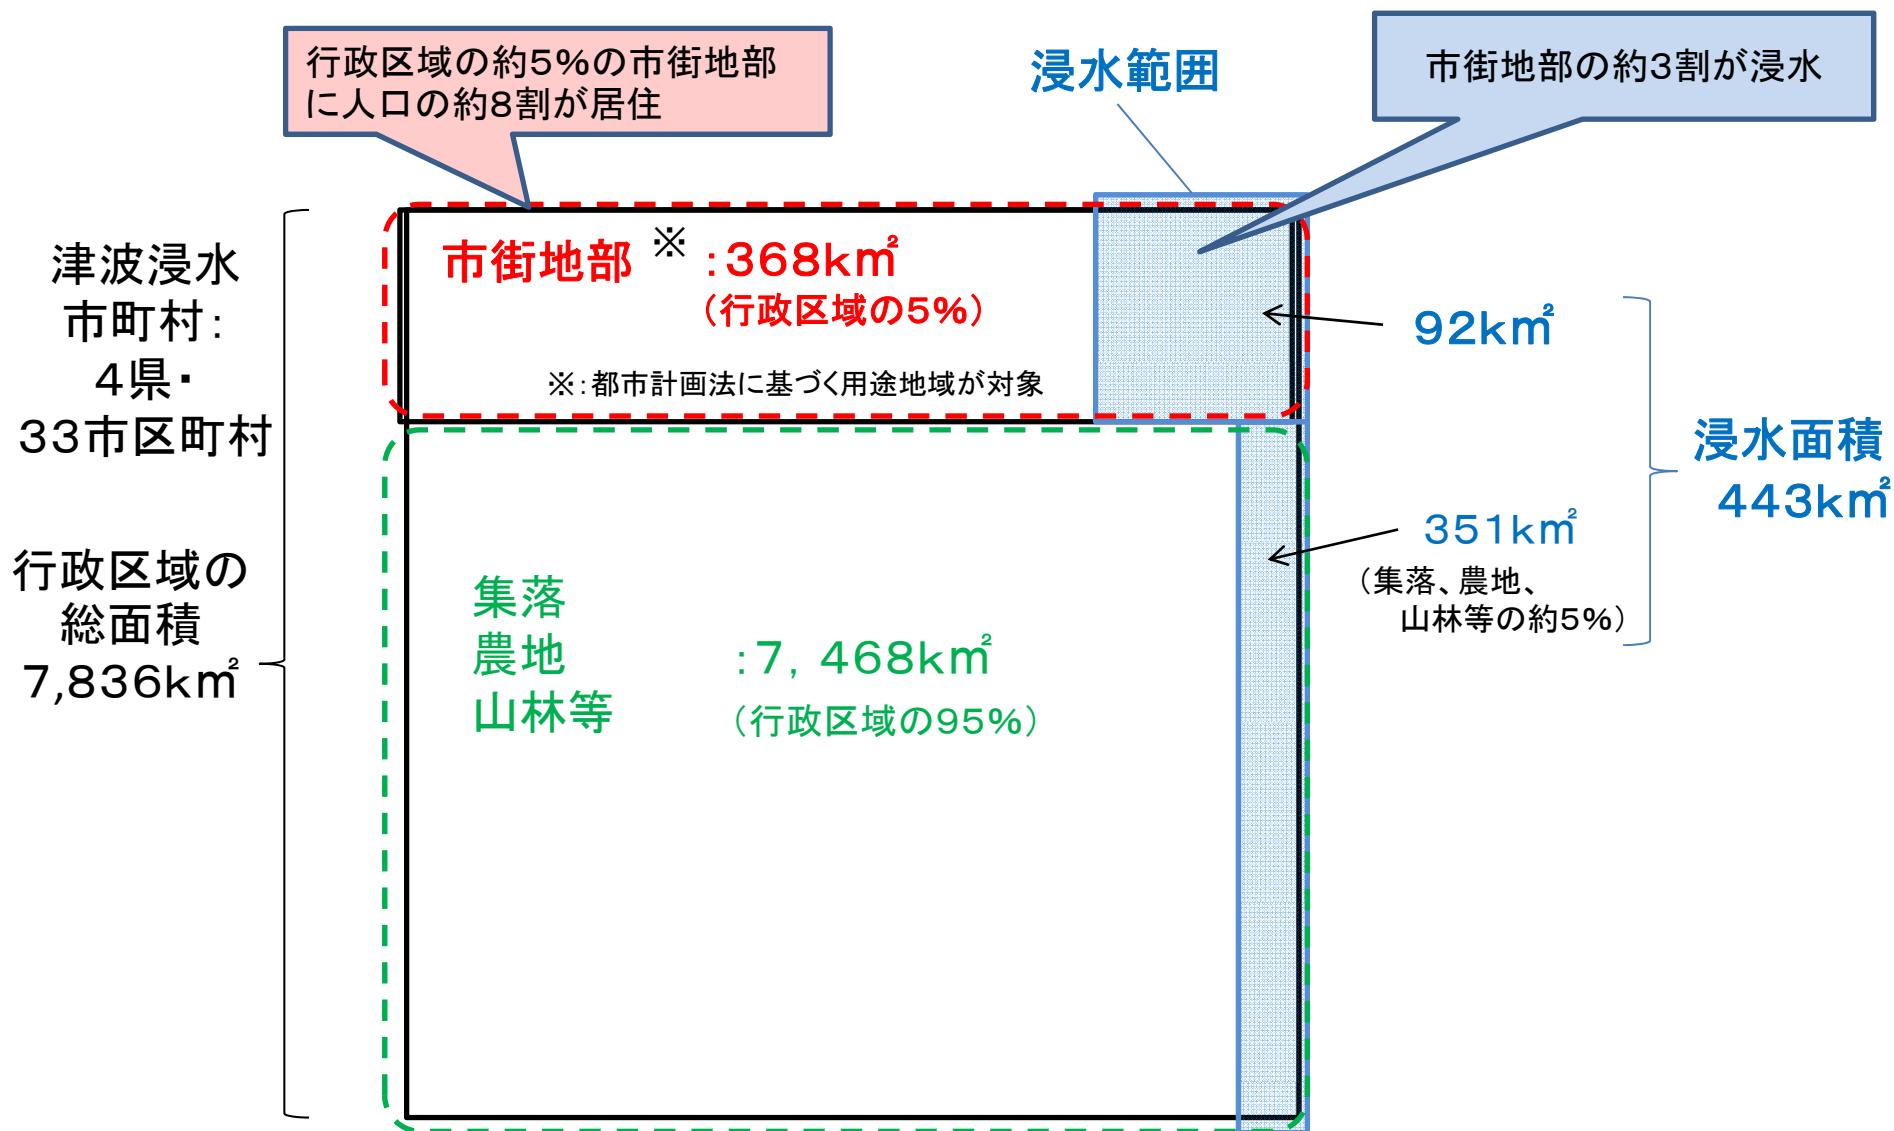 行政区域の約5%の市街地部
に人口の約8割が居住
浸水範囲
市街地部の約3割が浸水
津波浸水
市町村：
4県・
33市区町村
行政区域の
総面積
7,836k㎡
市街地部※：368k㎡
（行政区域の5%）
※：都市計画法に基づく用途地域が対象
92k㎡
浸水面積
443k㎡
351k㎡
（集落、農地、
山林等の約5%）
集落
農地
山林等
：7，468k㎡
（行政区域の95%）